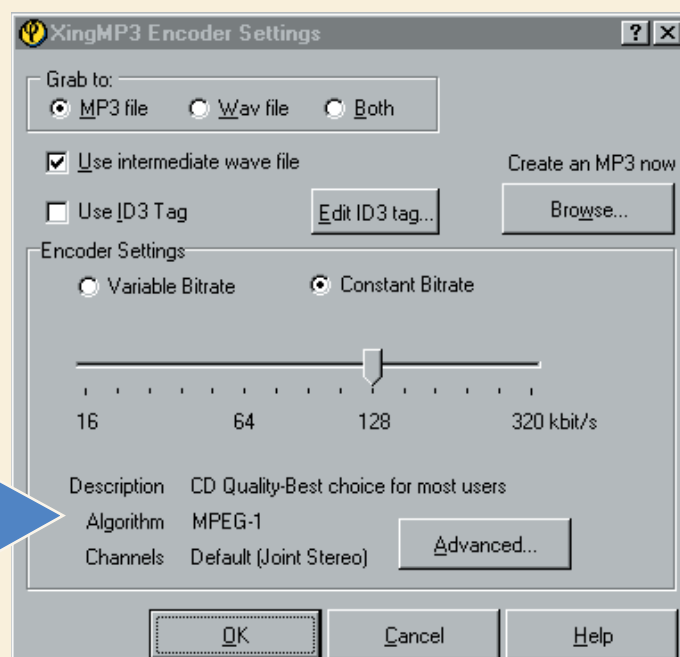 XingMP3 Encoder Settings
Grab to:
MP3 file Wav file Both
Use intermediate wave file
Create an MP3 now
Use ID3 Tag
Edit ID3 tag...
Browse...
Encoder Settings
Variable Bitrate Constant Bitrate
16 64 128 320 kbit/s
Description CD Quality-Best choice for most users
Algorithm MPEG-1
Channels Default (Joint Stereo)
Advanced...
OK Cancel Help